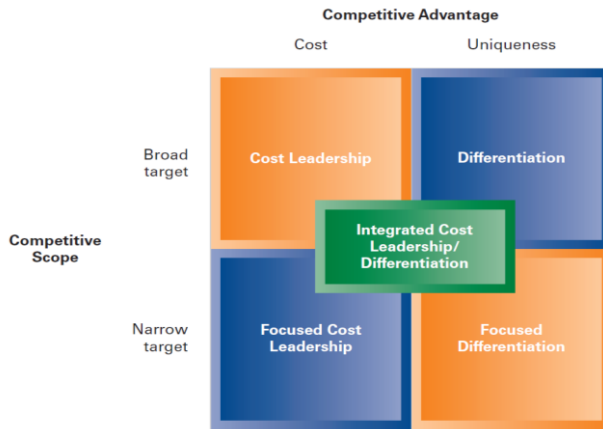 Competitive Advantage
Cost
Uniqueness
Broad
target
Cost Leadership
Differentiation
Competitive
Scope
Integrated Cost
Leadership/
Differentiation
Narrow
target
Focused Cost
Leadership
Focused
Differentiation